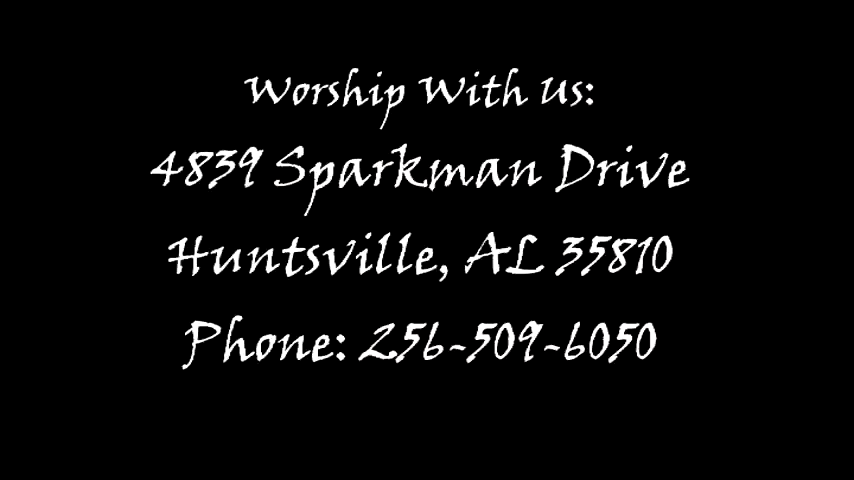 Worship With Us:
4839 Sparkman Drive
Huntsville, AL 35810
Phone: 256-509-6050